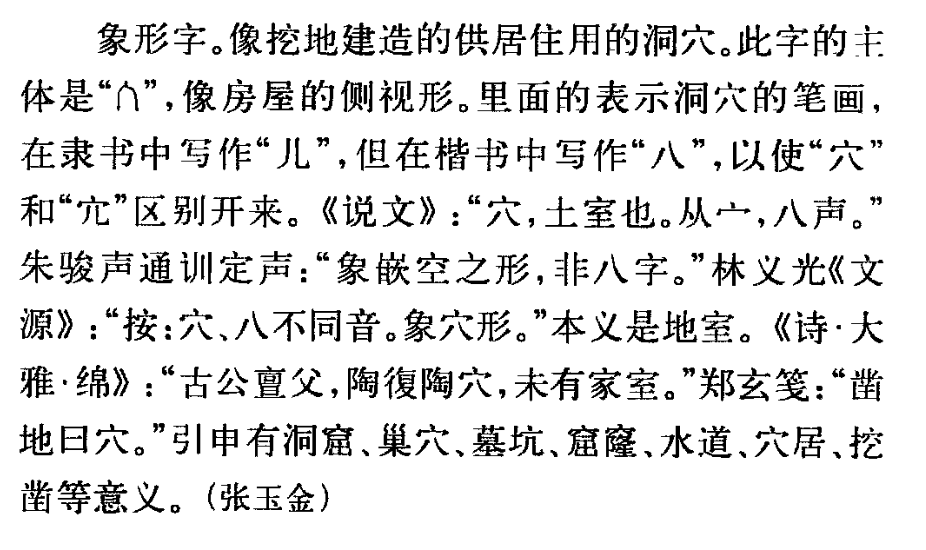 象形字。像挖地建造的供居住用的洞穴。此字的主
体是“∩”,像房屋的侧视形。里面的表示洞穴的笔画,
在隶书中写作“儿”,但在楷书中写作“八”,以使“穴”
和“宂”区别开来。《说文》:“穴,土室也。从宀,八声。”
朱骏声通训定声:“象嵌空之形,非八字。”林义光《文
源》:“按:穴、八不同音。象穴形。”本义是地室。《诗·大
雅·绵》:“古公亶父,陶復陶穴,未有家室。”郑玄笺:“凿
地曰穴。”引申有洞窟、巢穴、墓坑、窟窿、水道、穴居、挖
凿等意义。(张玉金)